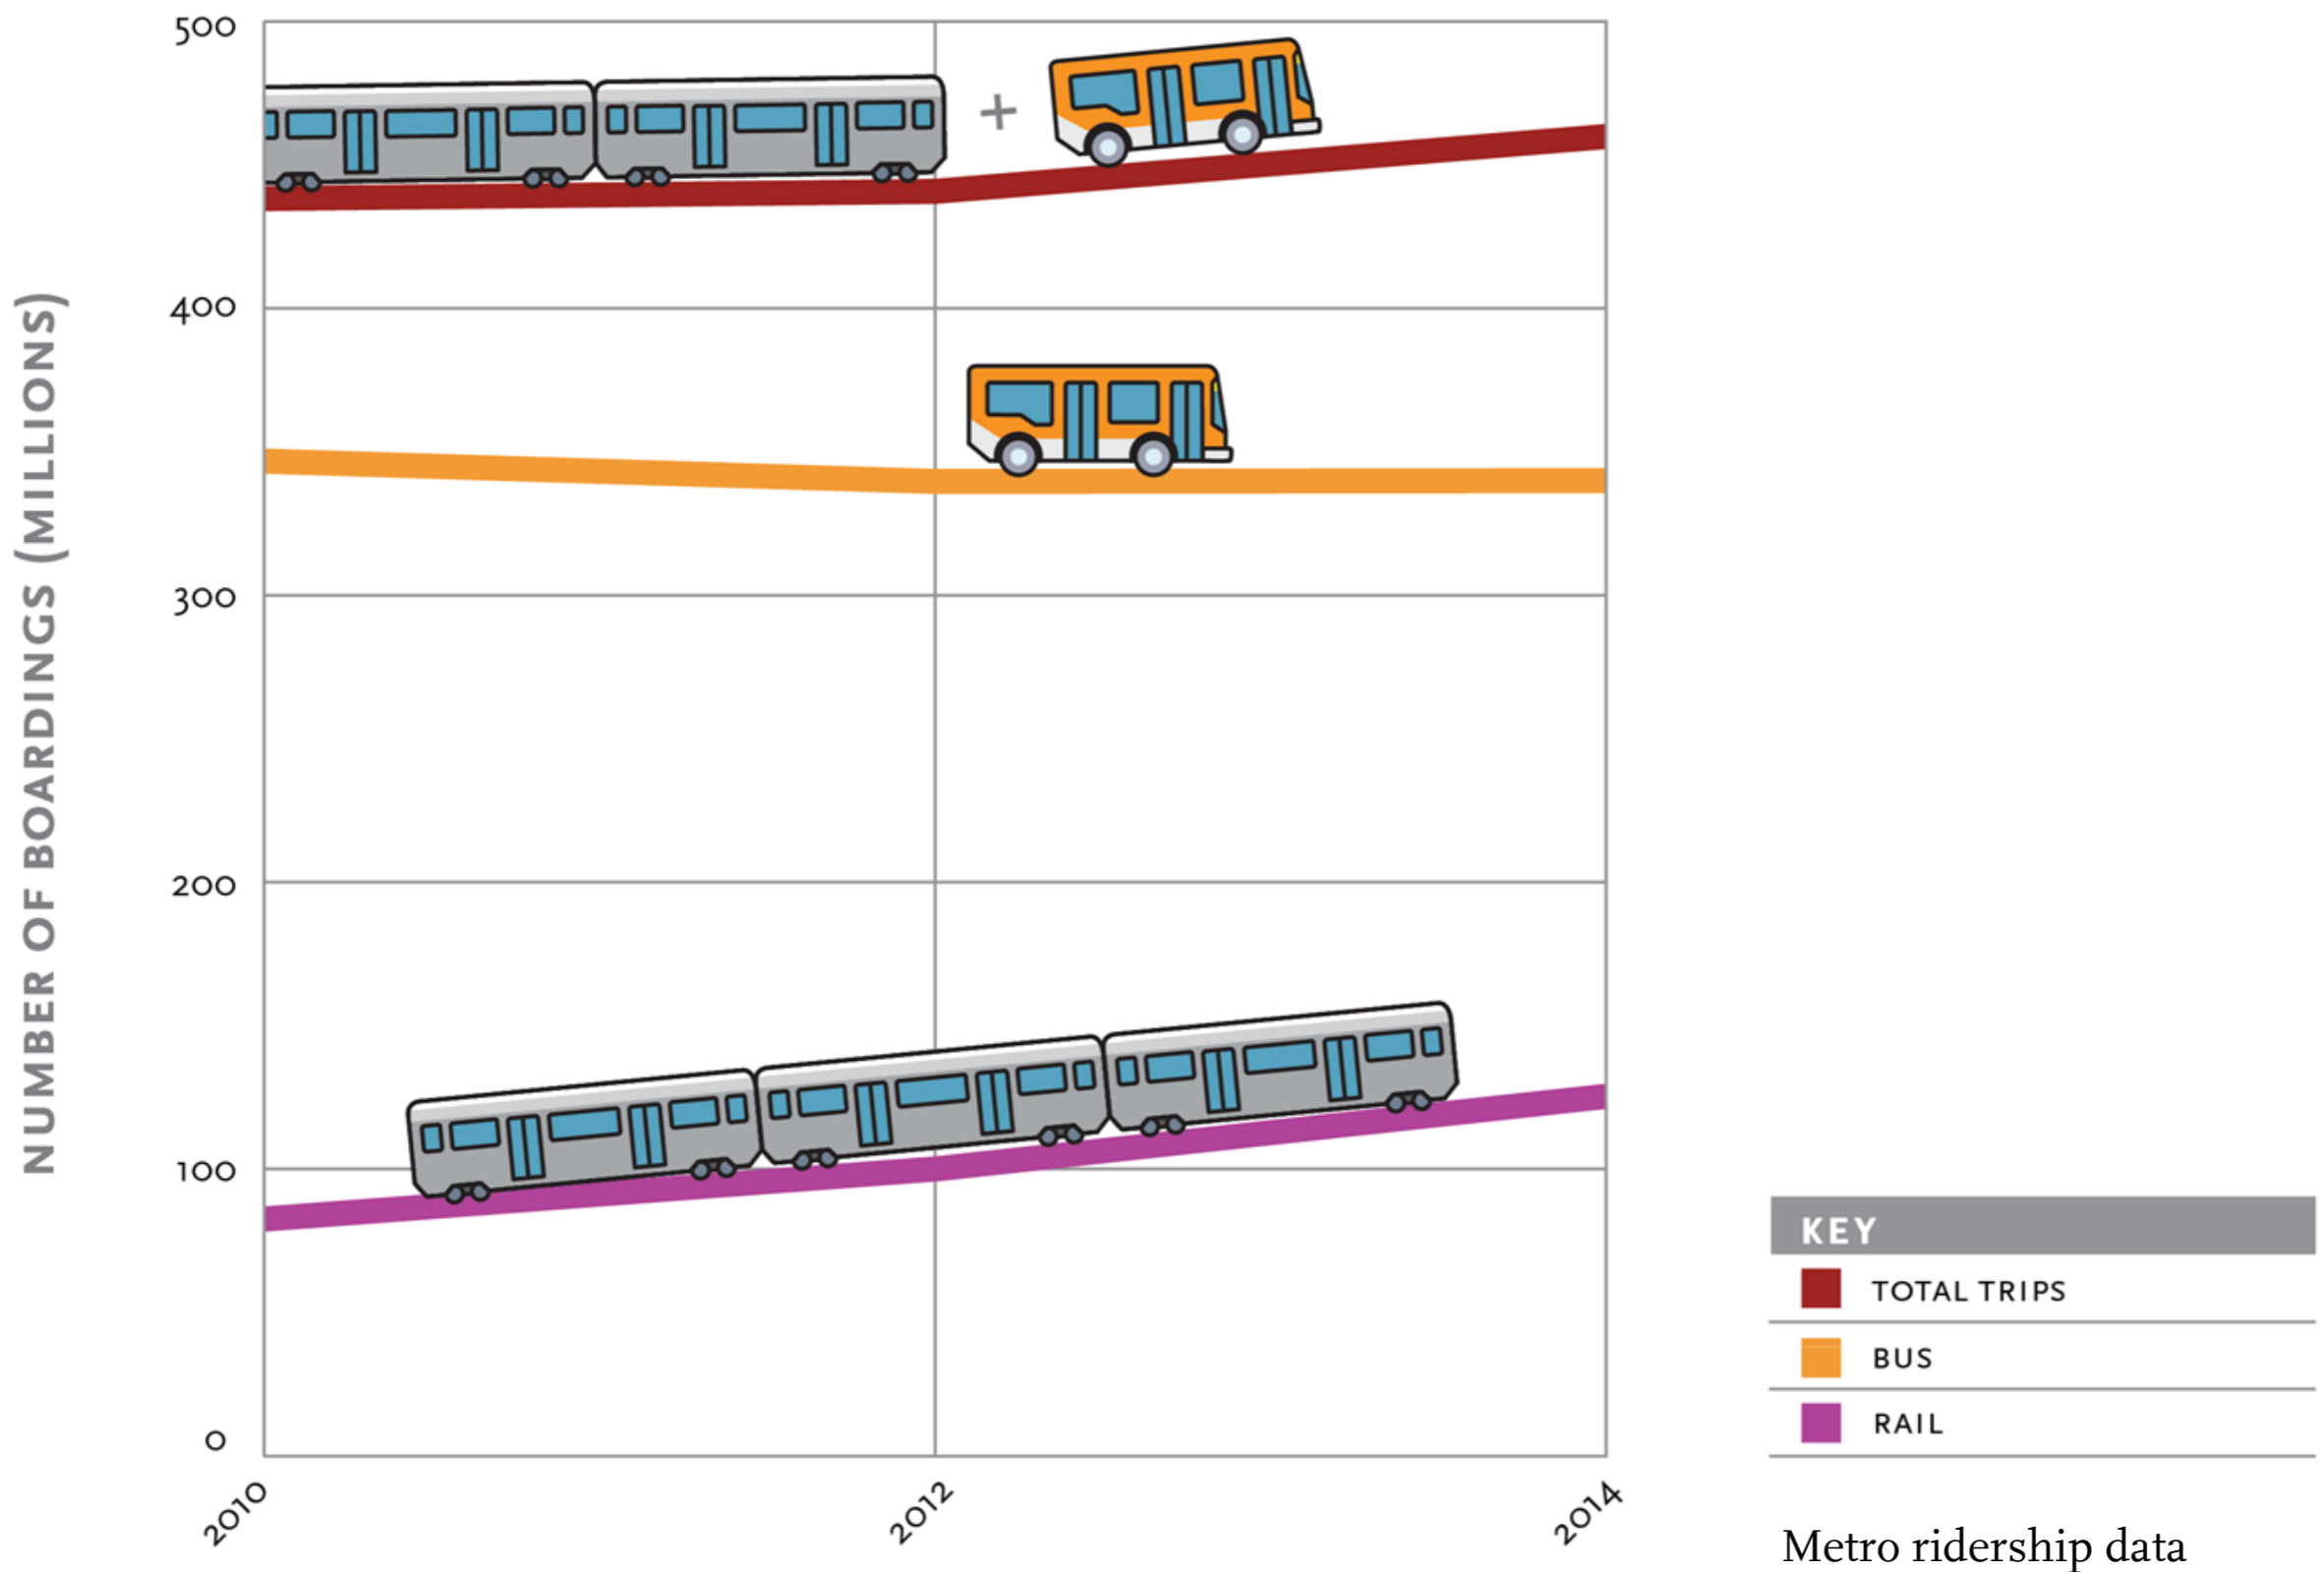 NUMBER OF BOARDINGS (MILLIONS)
500
400
300
200
100
0
+
2010
2012
2014
KEY
TOTAL TRIPS
BUS
RAIL
Metro ridership data